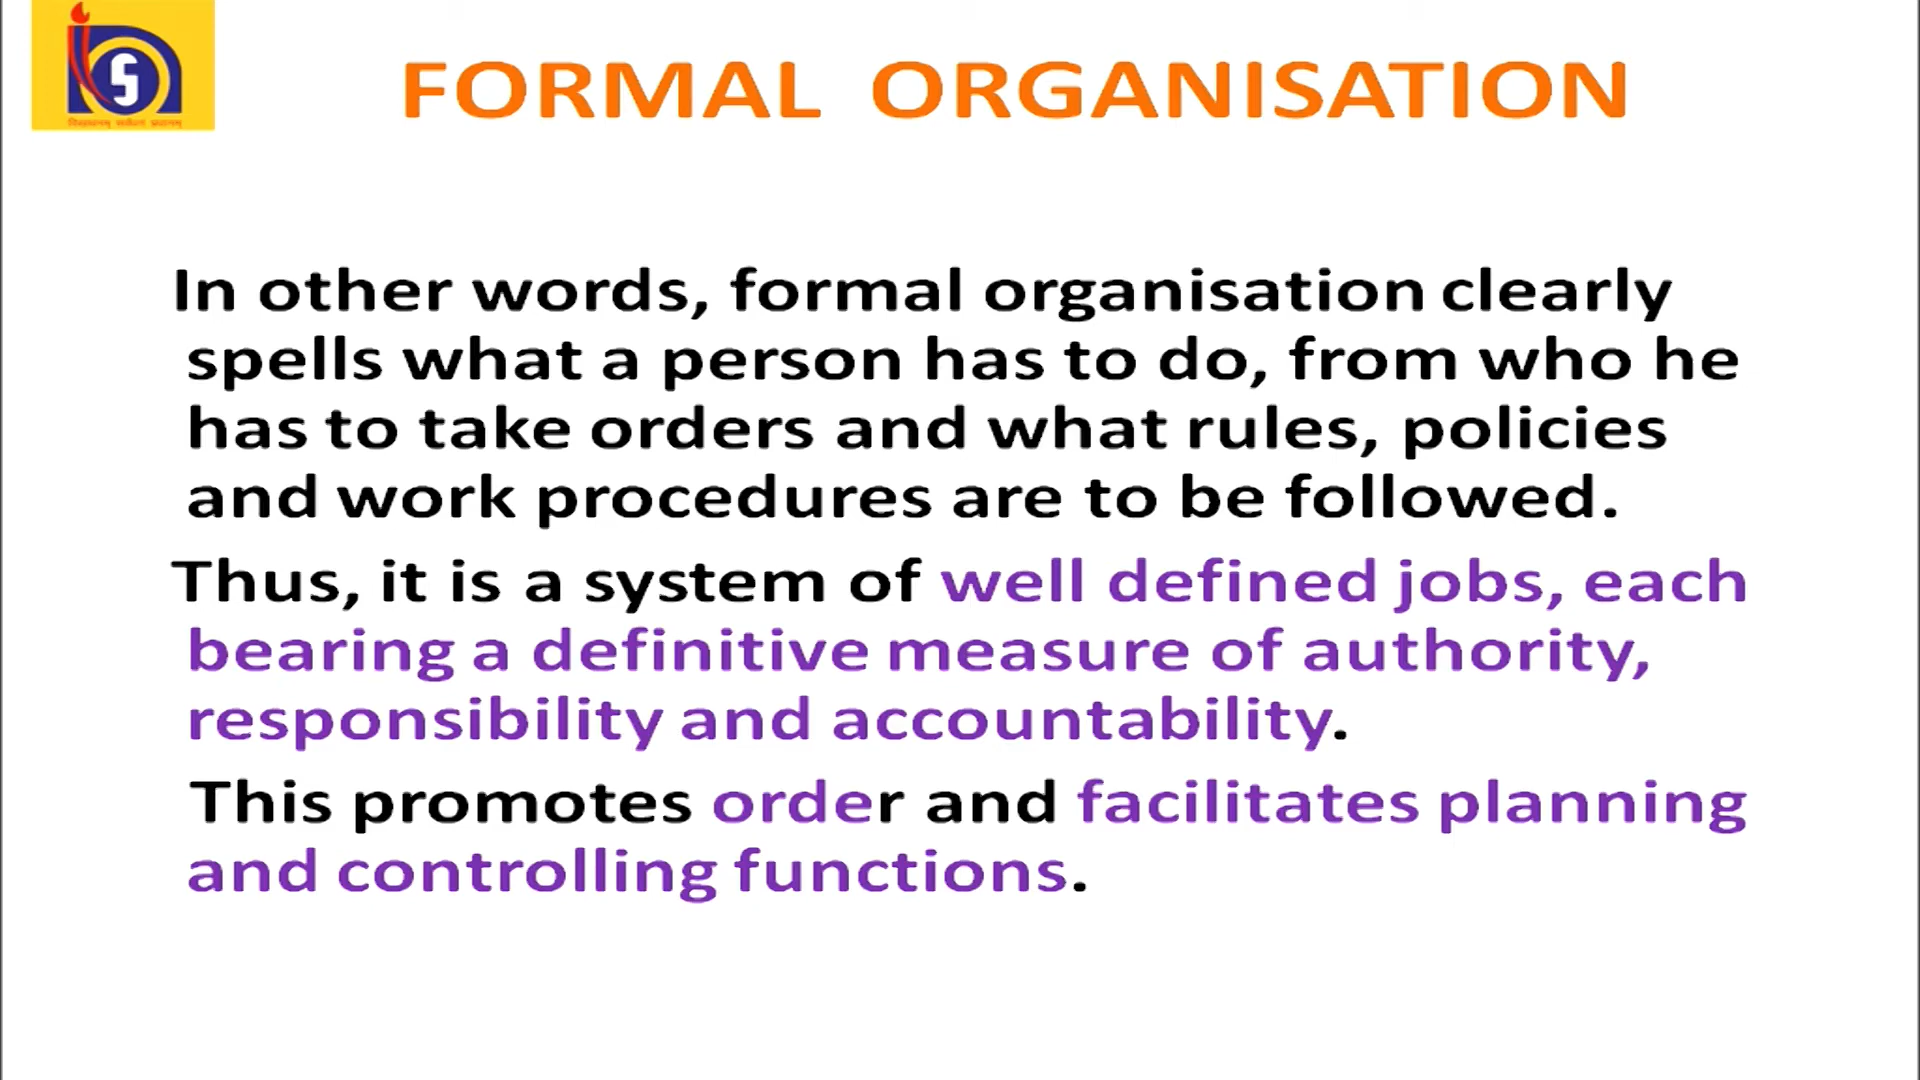 FORMAL ORGANISATION
In other words, formal organisation clearly
spells what a person has to do, from who he
has to take orders and what rules, policies
and work procedures are to be followed.
Thus, it is a system of well defined jobs, each
bearing a definitive measure of authority,
responsibility and accountability.
This promotes order and facilitates planning
and controlling functions.